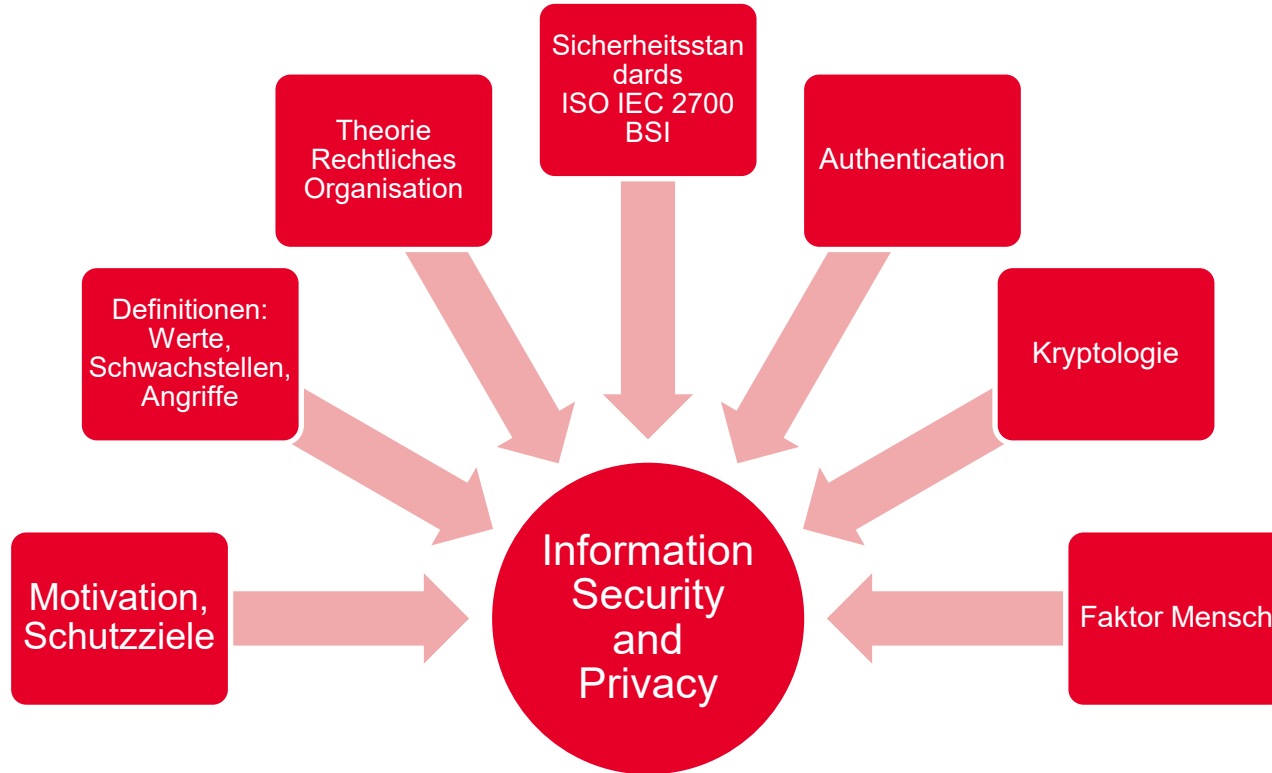 Sicherheitsstan
dards
ISO IEC 2700
BSI
Theorie
Rechtliches
Organisation
Authentication
Definitionen:
Werte,
Schwachstellen,
Angriffe
Kryptologie
Motivation,
Schutzziele
Information
Security
and
Privacy
Faktor Mensch